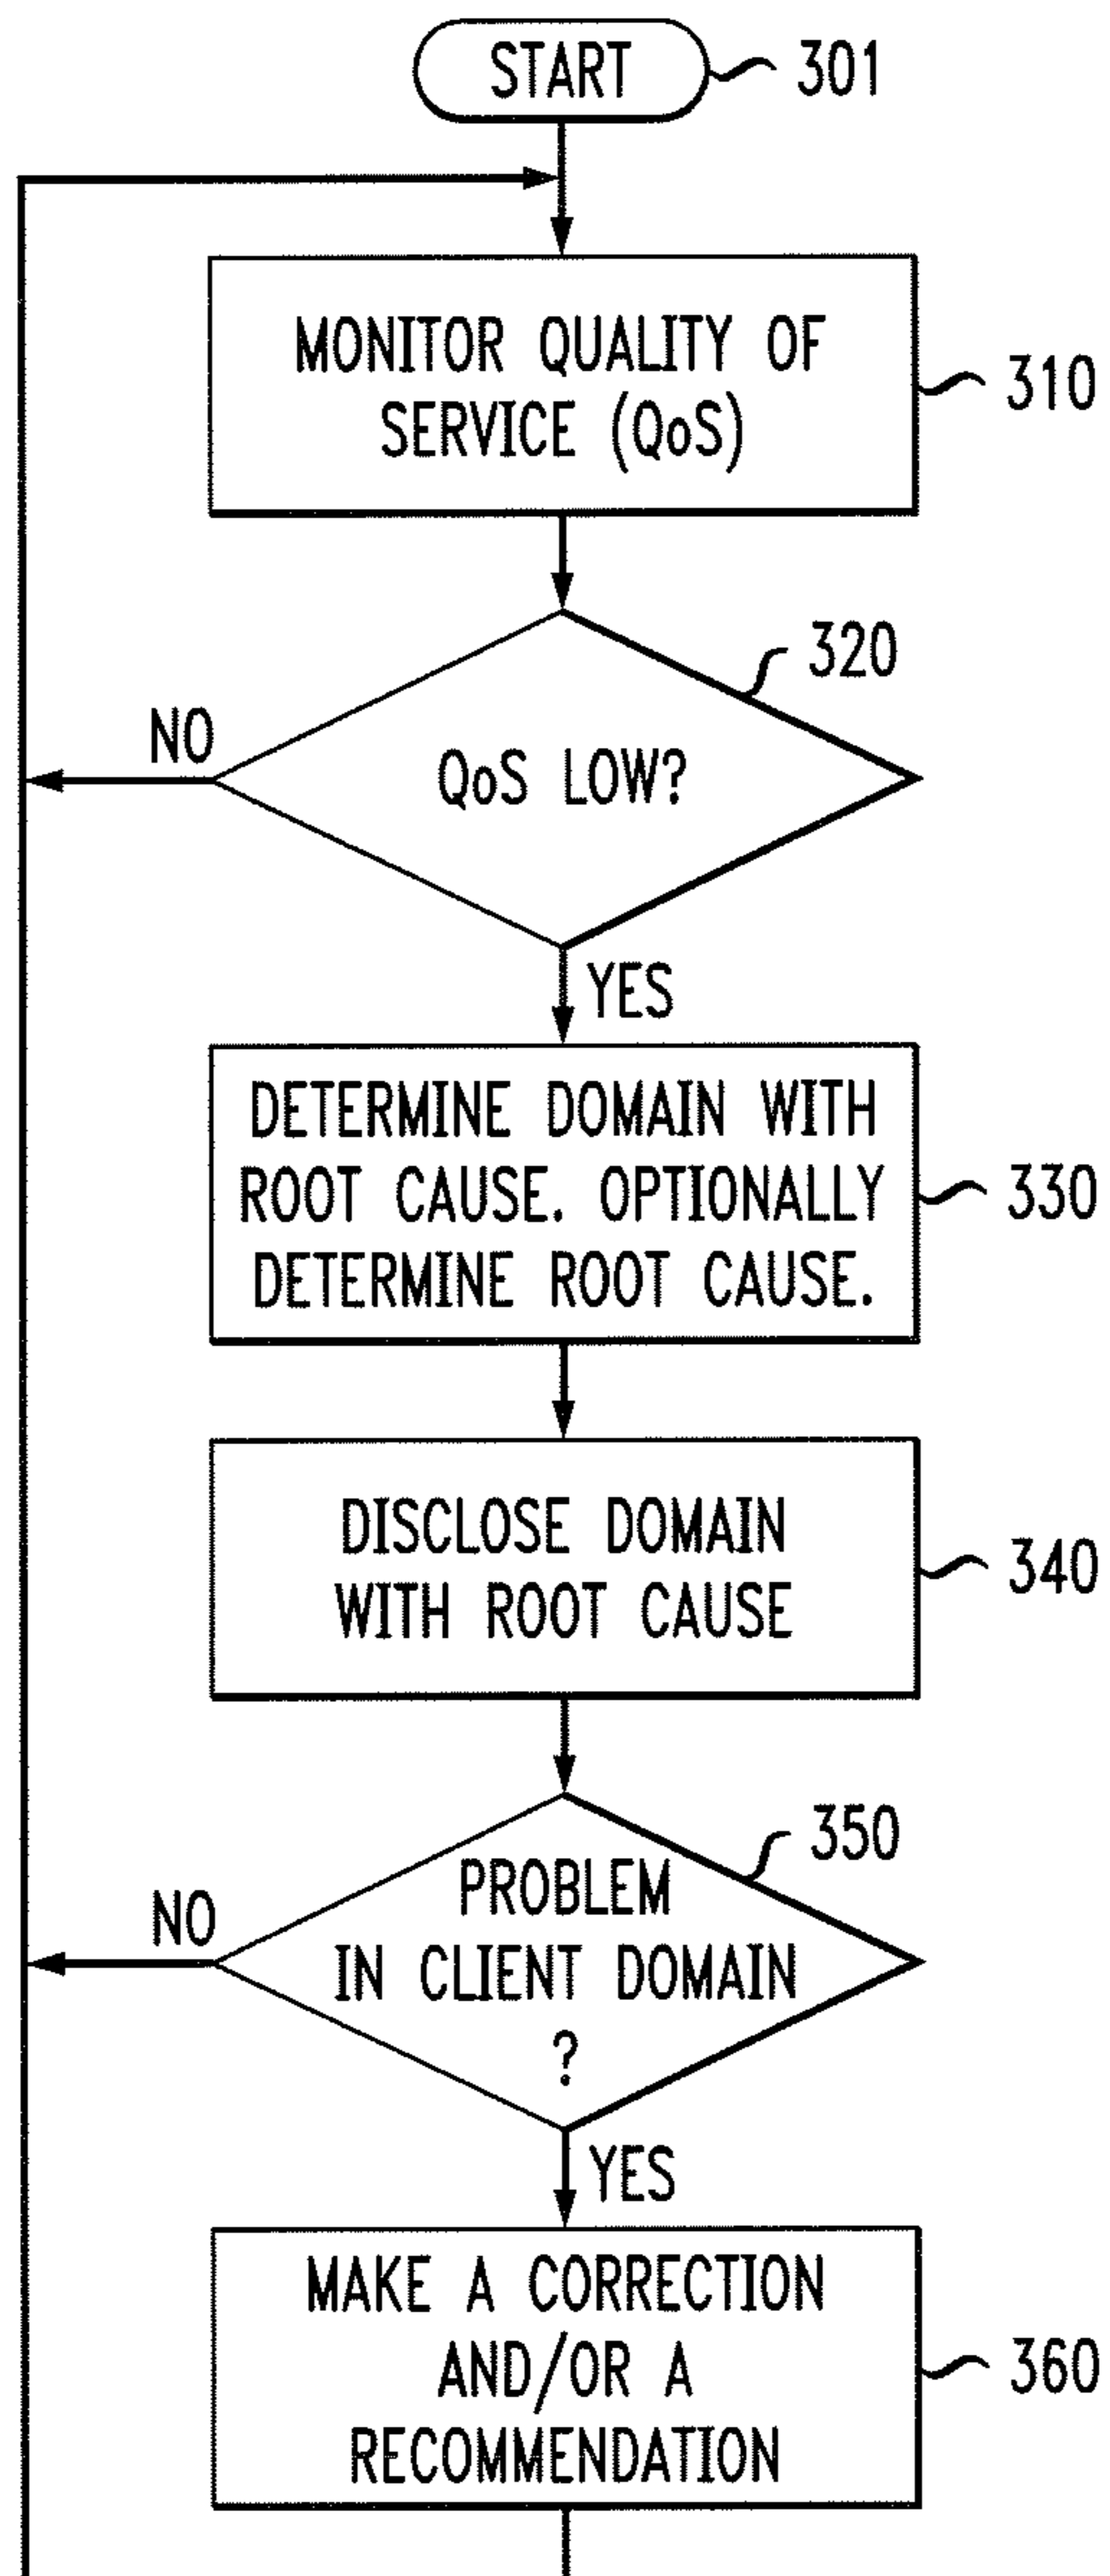 START
301
MONITOR QUALITY OF
SERVICE (QoS)
310
320
QoS LOW?
NO
YES
DETERMINE DOMAIN WITH
ROOT CAUSE. OPTIONALLY
DETERMINE ROOT CAUSE.
330
DISCLOSE DOMAIN
WITH ROOT CAUSE
340
350
PROBLEM
IN CLIENT DOMAIN
?
NO
YES
MAKE A CORRECTION
AND/OR A
RECOMMENDATION
360